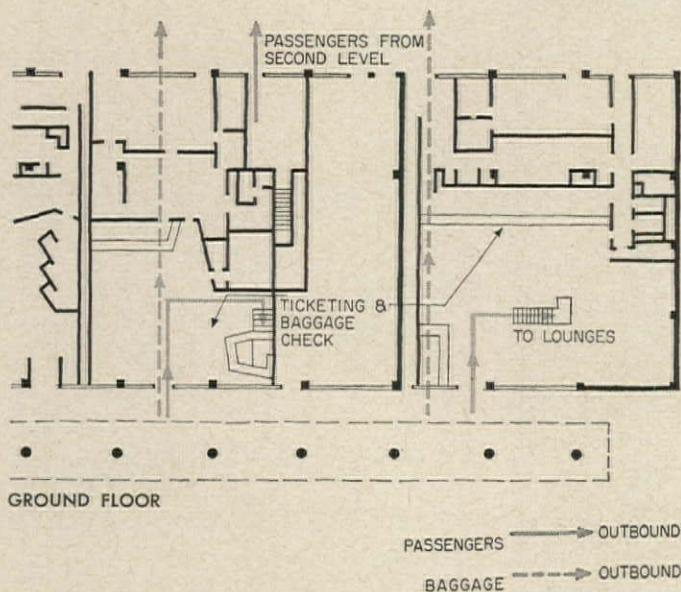 PASSENGERS FROM
SECOND LEVEL
TICKETING &
BAGGAGE
CHECK
TO LOUNGES
GROUND FLOOR
PASSENGERS OUTBOUND
BAGGAGE OUTBOUND